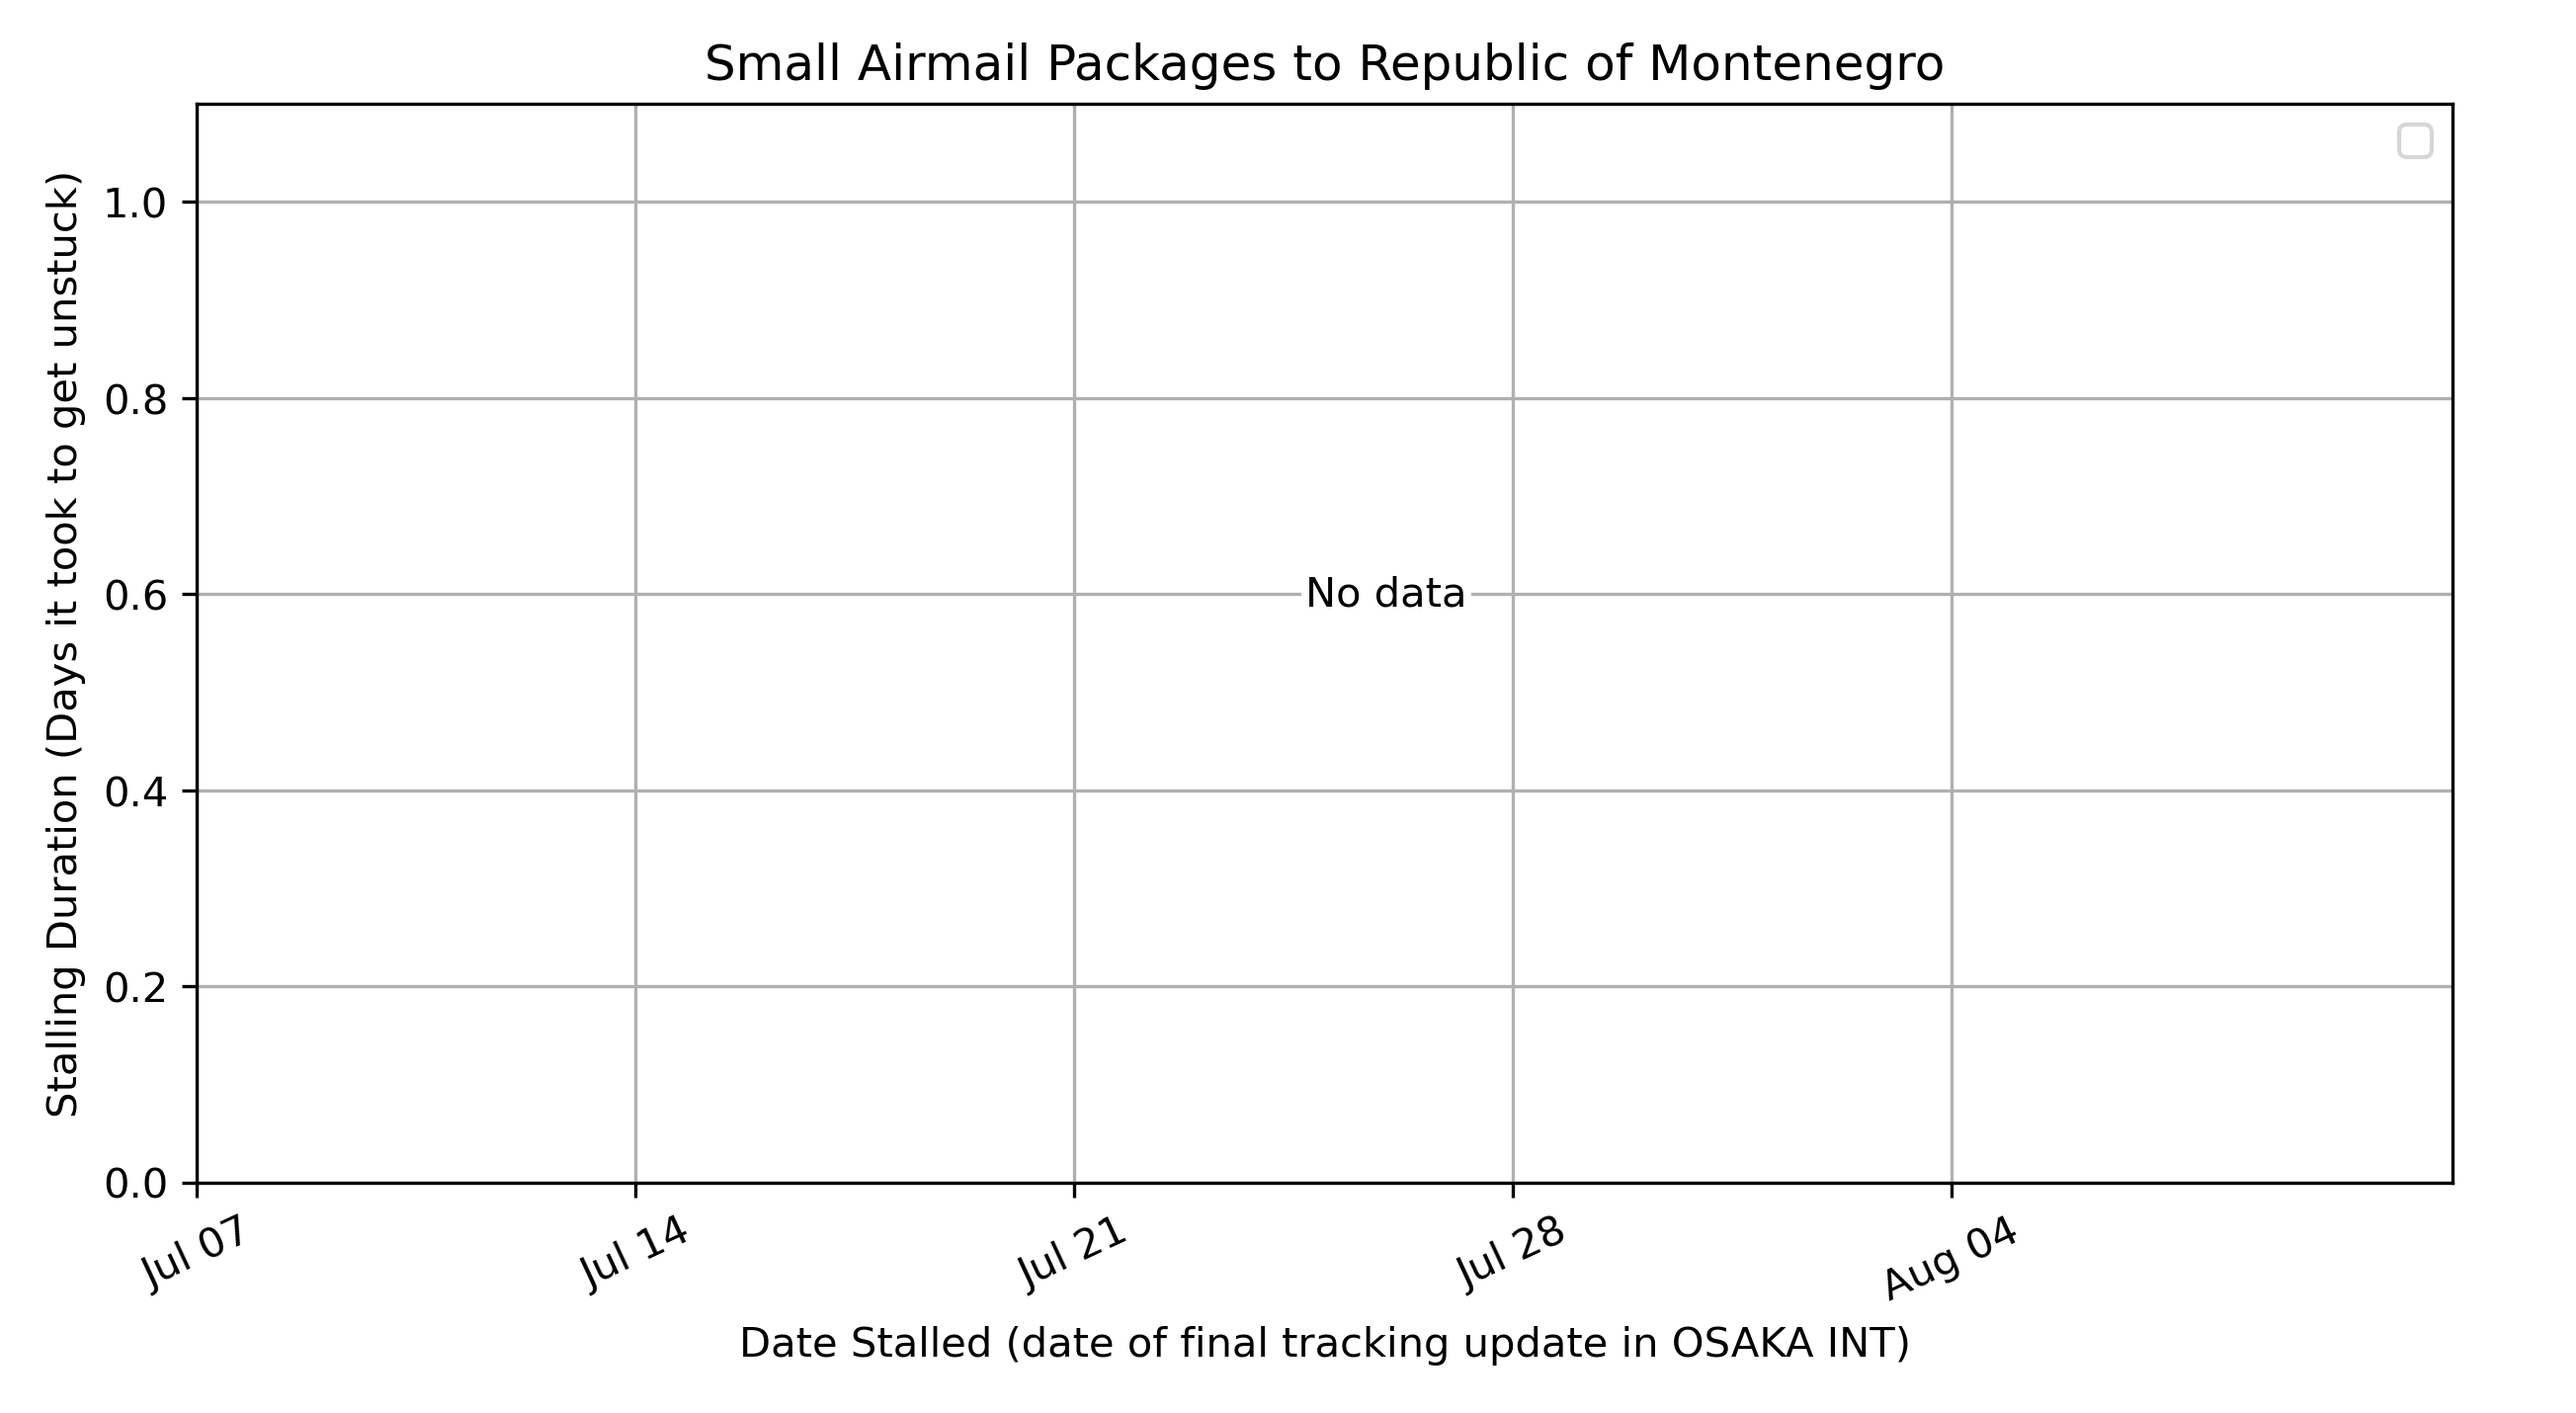 Small Airmail Packages to Republic of Montenegro
Stalling Duration (Days it took to get unstuck)
1.0
0.8
0.6
0.4
0.2
0.0
No data
Jul 07
Jul 14
Jul 21
Jul 28
Aug 04
Date Stalled (date of final tracking update in OSAKA INT)